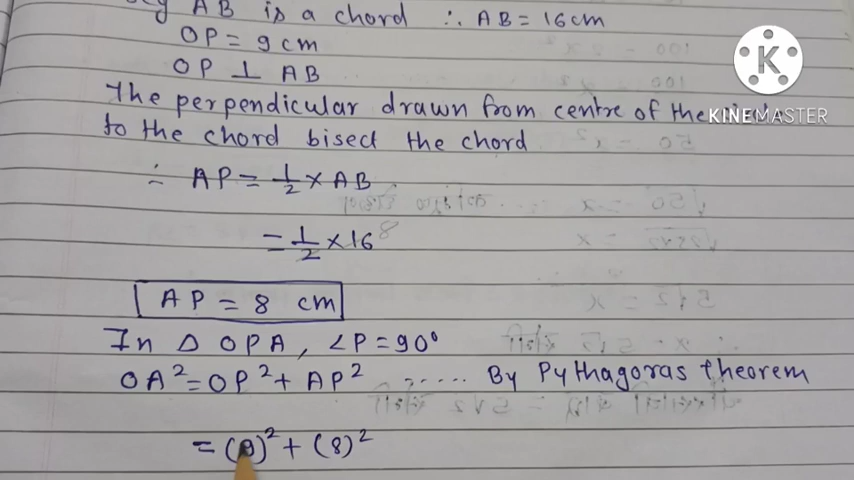 AB is a chord ∴ AB = 16cm
OP = 9 cm
OP ⊥ AB
The perpendicular drawn from centre of the
to the chord bisect the chord
∴ AP = 1/2 × AB
= 1/2 × 16 8
AP = 8 cm
In △ OPA, ∠P = 90°
OA² = OP² + AP² ...... By Pythagoras theorem
= (9)² + (8)²
K
KINEMASTER